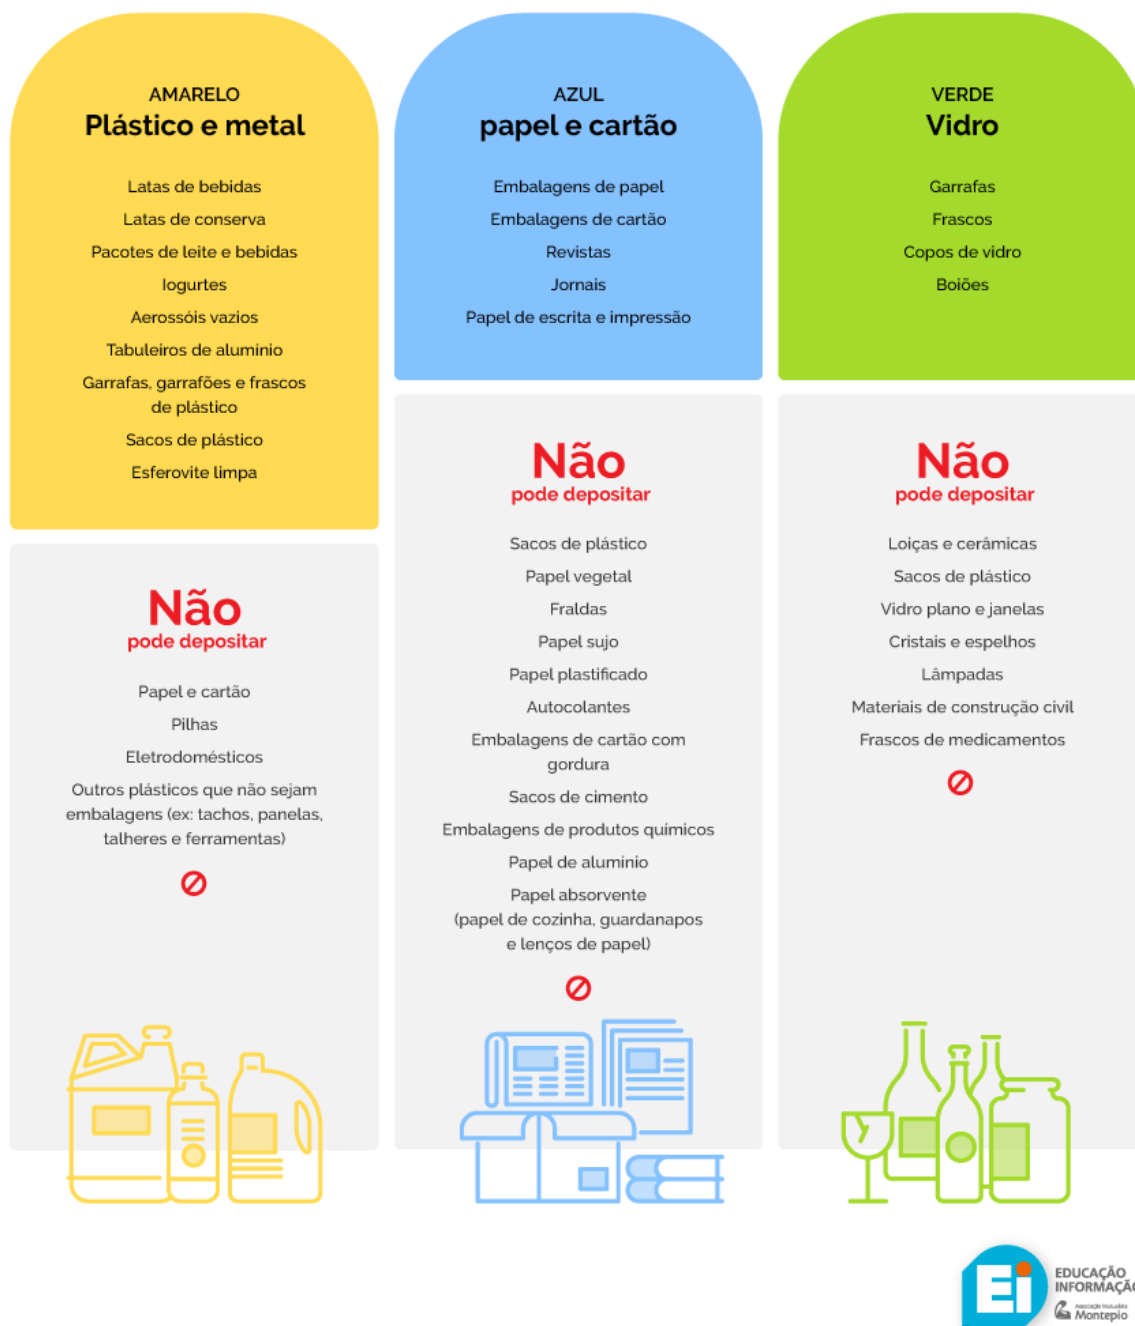 AMARELO
Plástico e metal
Latas de bebidas
Latas de conserva
Pacotes de leite e bebidas
Iogurtes
Aerossóis vazios
Tabuleiros de alumínio
Garrafas, garrafões e frascos
de plástico
Sacos de plástico
Esferovite limpa
Não
pode depositar
Papel e cartão
Pilhas
Eletrodomésticos
Outros plásticos que não sejam
embalagens (ex: tachos, panelas,
talheres e ferramentas)
AZUL
papel e cartão
Embalagens de papel
Embalagens de cartão
Revistas
Jornais
Papel de escrita e impressão
Não
pode depositar
Sacos de plástico
Papel vegetal
Fraldas
Papel sujo
Papel plastificado
Autocolantes
Embalagens de cartão com
gordura
Sacos de cimento
Embalagens de produtos químicos
Papel de alumínio
Papel absorvente
(papel de cozinha, guardanapos
e lenços de papel)
VERDE
Vidro
Garrafas
Frascos
Copos de vidro
Boiões
Não
pode depositar
Loiças e cerâmicas
Sacos de plástico
Vidro plano e janelas
Cristais e espelhos
Lâmpadas
Materiais de construção civil
Frascos de medicamentos
Ei
EDUCAÇÃO
INFORMAÇÃO
Associação Mutualista
Montepio